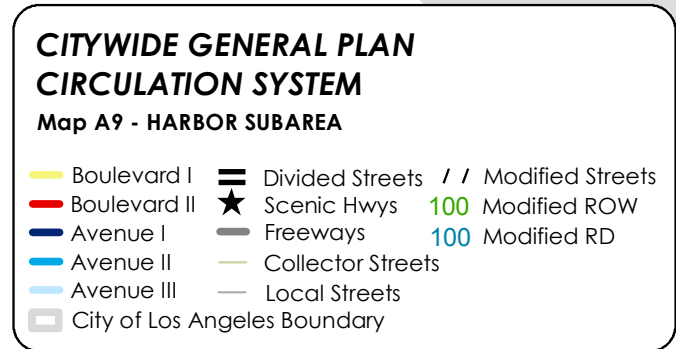 CITYWIDE GENERAL PLAN
CIRCULATION SYSTEM
Map A9 - HARBOR SUBAREA
Boulevard I Divided Streets / / Modified Streets
Boulevard II Scenic Hwys 100 Modified ROW
Avenue I Freeways 100 Modified RD
Avenue II Collector Streets
Avenue III Local Streets
City of Los Angeles Boundary